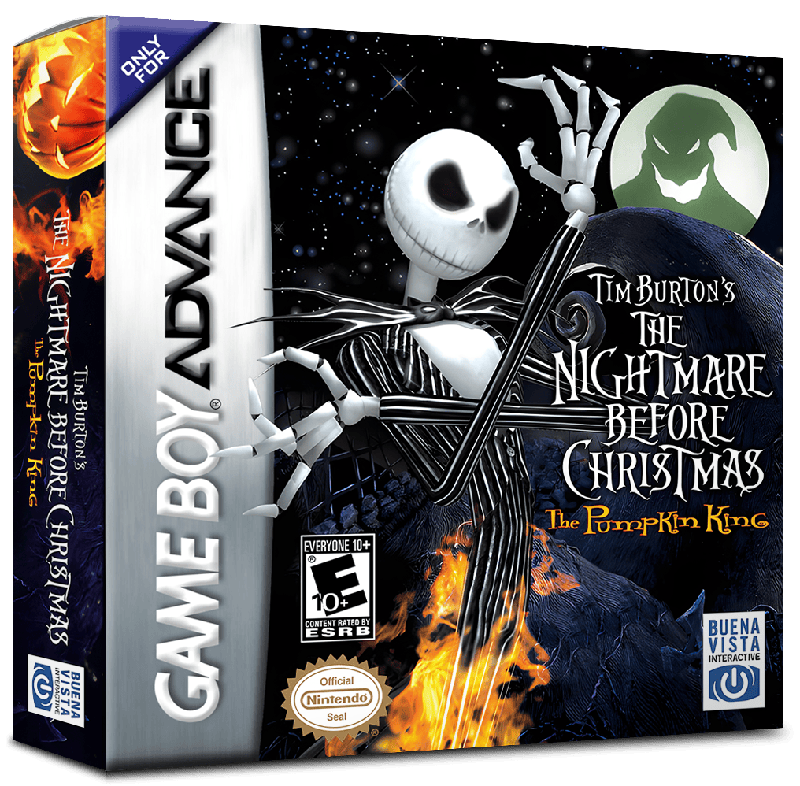 ONLY
FOR
GAME BOY ADVANCE
®
TIM BURTON'S
THE
NIGHTMARE
BEFORE
CHRISTMAS
The Pumpkin King
EVERYONE 10+
E
10+
CONTENT RATED BY
ESRB
®
Official
Nintendo
Seal
®
BUENA
VISTA
INTERACTIVE
TIM BURTON'S
THE NIGHTMARE BEFORE CHRISTMAS
The Pumpkin King
BUENA
VISTA
INTERACTIVE